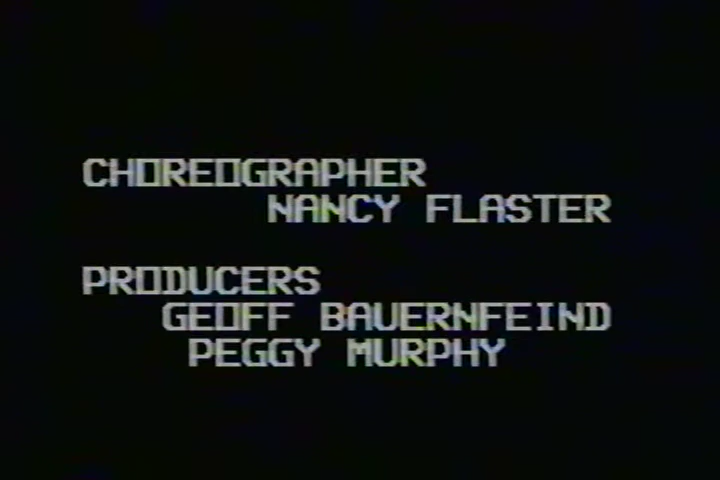 CHOREOGRAPHER
NANCY FLASTER
PRODUCERS
GEOFF BAUERNFEIND
PEGGY MURPHY